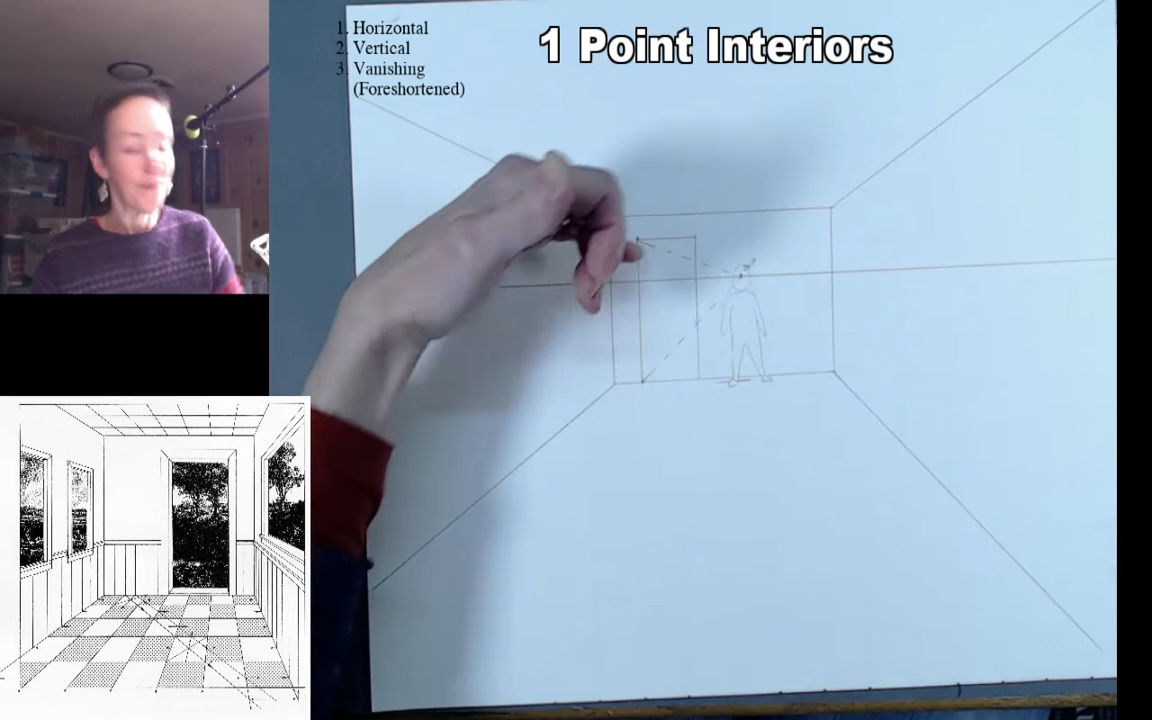 1 Point Interiors
1. Horizontal
2. Vertical
3. Vanishing
(Foreshortened)